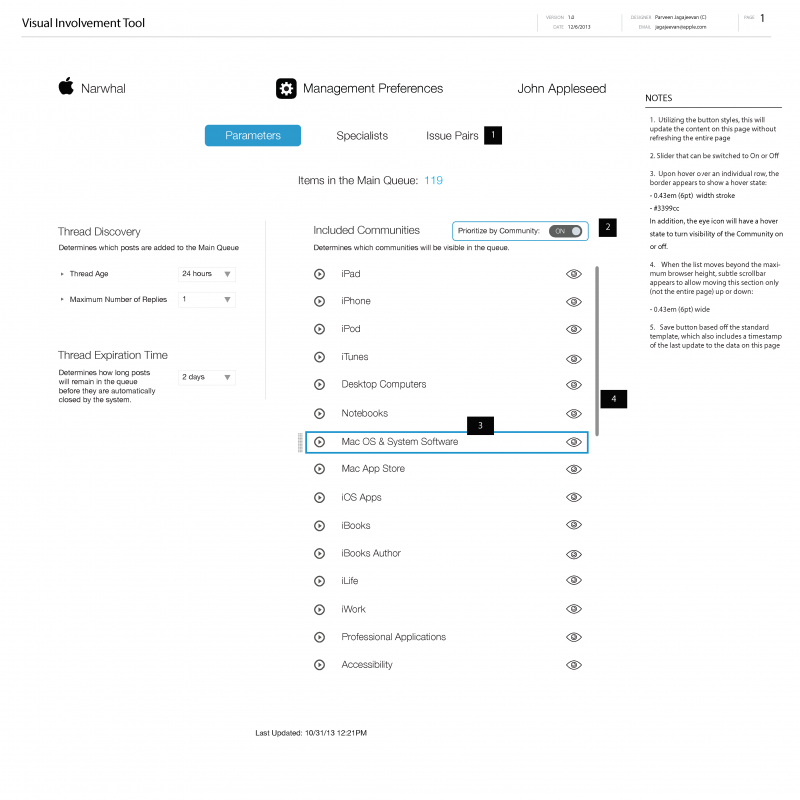 Visual Involvement Tool
VERSION 1.0
DATE 12/6/2013
DESIGNER Parveen Jagajeevan (C)
EMAIL jagajeevan@apple.com
PAGE 1
Narwhal
Management Preferences
John Appleseed
Parameters
Specialists
Issue Pairs
1
Items in the Main Queue: 119
Thread Discovery
Determines which posts are added to the Main Queue
Thread Age
24 hours
Maximum Number of Replies
1
Thread Expiration Time
Determines how long posts
will remain in the queue
before they are automatically
closed by the system.
2 days
Included Communities
Prioritize by Community:
ON
2
Determines which communities will be visible in the queue.
iPad
iPhone
iPod
iTunes
Desktop Computers
4
Notebooks
3
Mac OS & System Software
Mac App Store
iOS Apps
iBooks
iBooks Author
iLife
iWork
Professional Applications
Accessibility
Last Updated: 10/31/13 12:21PM
NOTES
1. Utilizing the button styles, this will
update the content on this page without
refreshing the entire page
2. Slider that can be switched to On or Off
3. Upon hover over an individual row, the
border appears to show a hover state:
- 0.43em (6pt) width stroke
- #3399cc
In addition, the eye icon will have a hover
state to turn visibility of the Community on
or off.
4. When the list moves beyond the maxi-
mum browser height, subtle scrollbar
appears to allow moving this section only
(not the entire page) up or down:
- 0.43em (6pt) wide
5. Save button based off the standard
template, which also includes a timestamp
of the last update to the data on this page